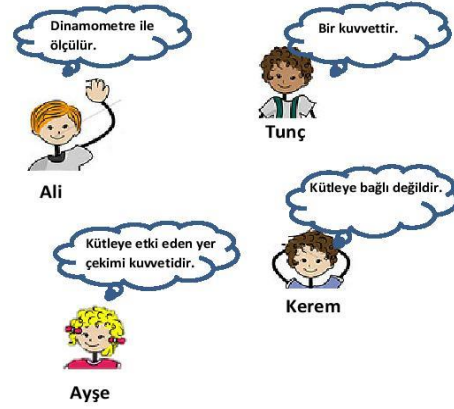 Dinamometre ile
ölçülür.
Ali
Bir kuvvettir.
Tunç
Kütleye etki eden yer
çekimi kuvvetidir.
Ayşe
Kütleye bağlı değildir.
Kerem